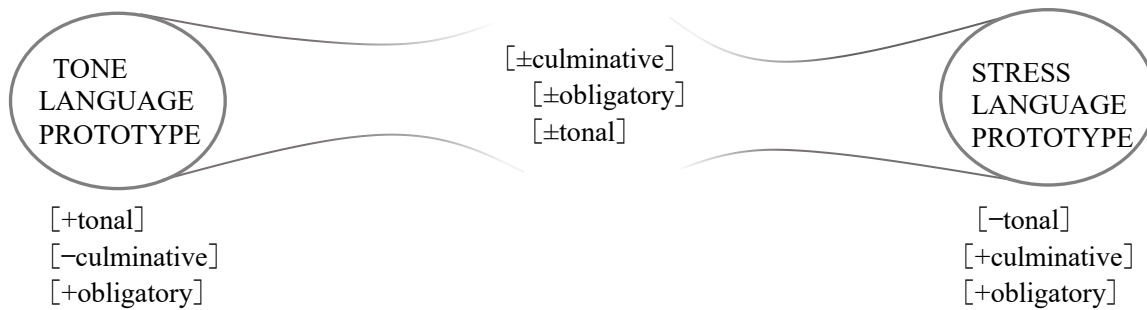 TONE
LANGUAGE
PROTOTYPE
[+tonal]
[−culminative]
[+obligatory]
[±culminative]
[±obligatory]
[±tonal]
STRESS
LANGUAGE
PROTOTYPE
[−tonal]
[+culminative]
[+obligatory]